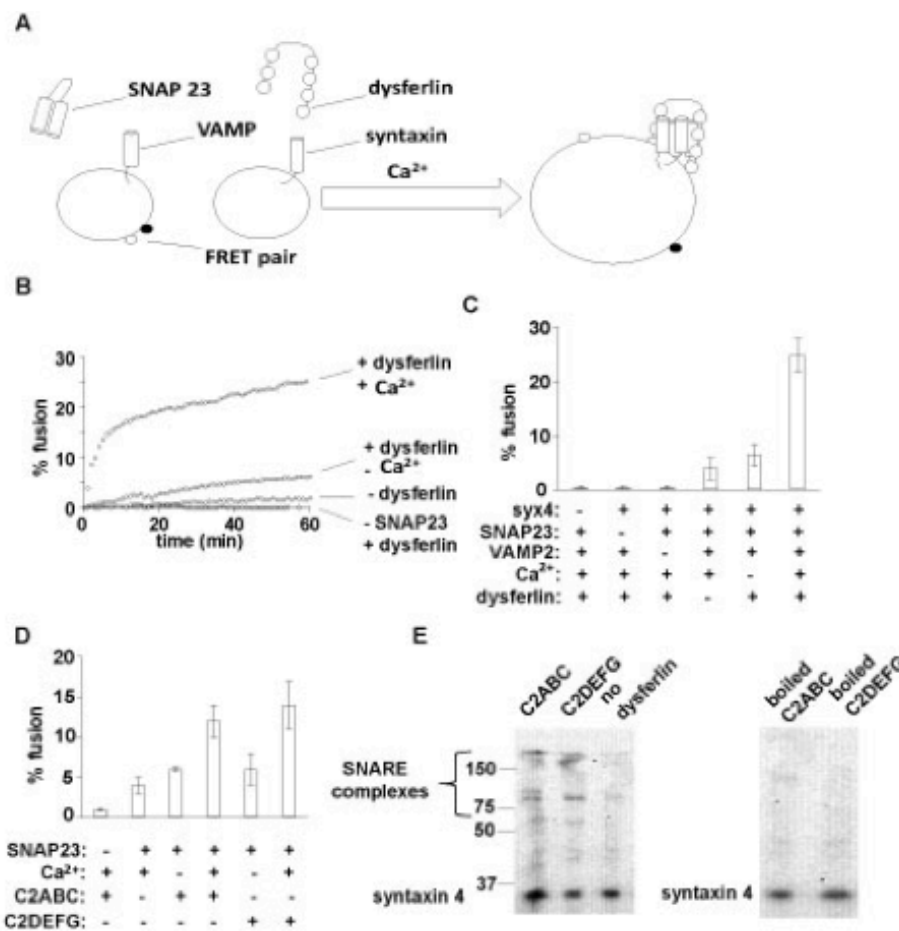 A
SNAP 23
VAMP
dysferlin
syntaxin
Ca2+
FRET pair
B
% fusion
30
20
10
0
0 20 40 60
time (min)
+ dysferlin
+ Ca2+
+ dysferlin
- Ca2+
- dysferlin
- SNAP23
+ dysferlin
C
% fusion
30
20
10
0
syx4: - + + + + +
SNAP23: + - + + + +
VAMP2: + + - + + +
Ca2+: + + + + - +
dysferlin: + + + - + +
D
% fusion
20
15
10
5
0
SNAP23: - + + + + +
Ca2+: + + - + - +
C2ABC: + - + + - -
C2DEFG: - - - - + +
E
C2ABC
C2DEFG
no dysferlin
boiled C2ABC
boiled C2DEFG
SNARE complexes
150
75
50
37
syntaxin 4
syntaxin 4